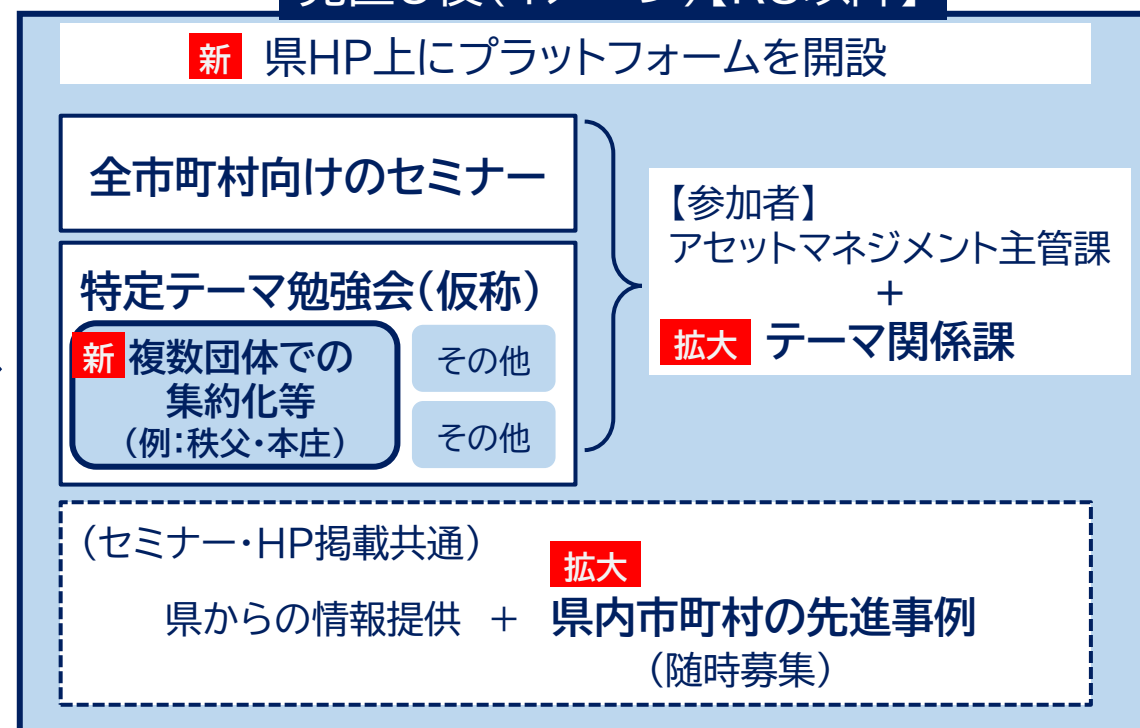 新 県HP上にプラットフォームを開設
全市町村向けのセミナー
特定テーマ勉強会(仮称)
新 複数団体での
集約化等
(例:秩父・本庄)
その他
その他
【参加者】
アセットマネジメント主管課
+
拡大 テーマ関係課
(セミナー・HP掲載共通)
拡大
県からの情報提供 + 県内市町村の先進事例
(随時募集)